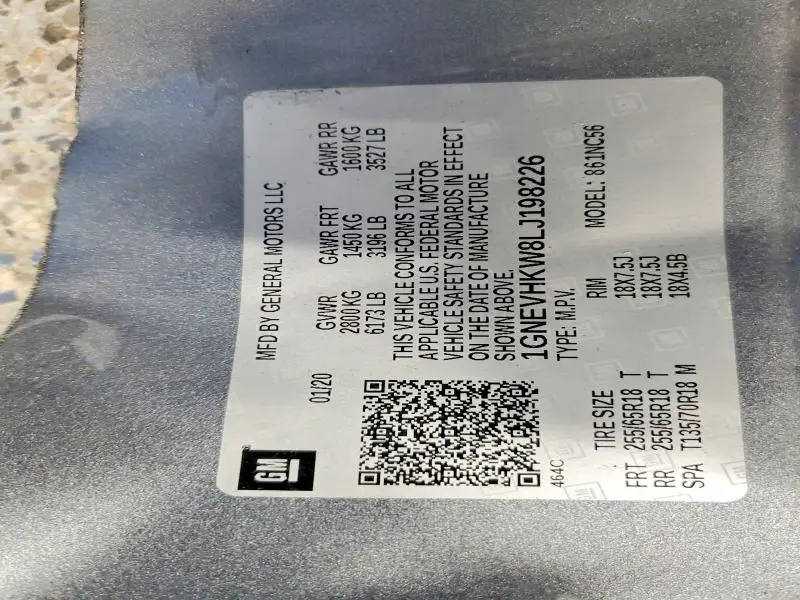 GM
MFD BY GENERAL MOTORS LLC
01/20
GVWR GAWR FRT GAWR RR
2800 KG 1450 KG 1600 KG
6173 LB 3196 LB 3527 LB
THIS VEHICLE CONFORMS TO ALL
APPLICABLE U.S. FEDERAL MOTOR
VEHICLE SAFETY STANDARDS IN EFFECT
ON THE DATE OF MANUFACTURE
SHOWN ABOVE.
1GNEVHKW8LJ198226
464C TYPE: M.P.V. MODEL: 861NC56
TIRE SIZE RIM
FRT 255/65R18 T 18X7.5J
RR 255/65R18 T 18X7.5J
SPA T135/70R18 M 18X4.5B